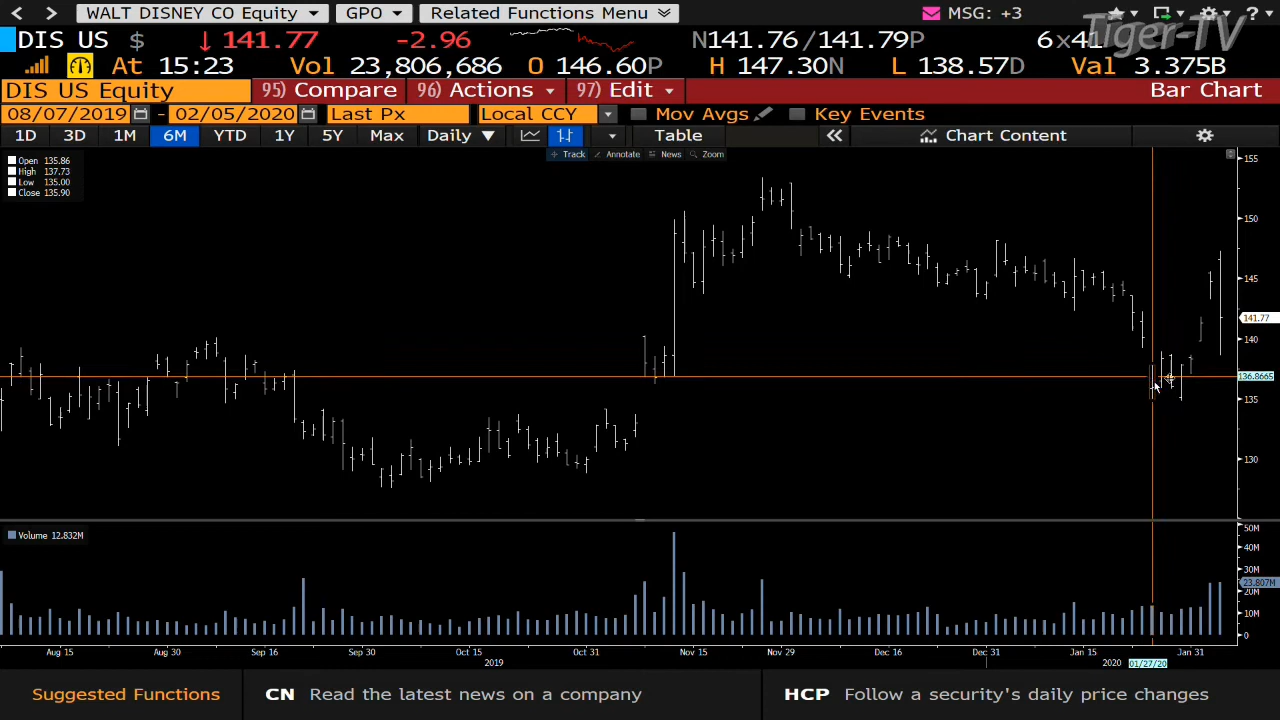 WALT DISNEY CO Equity GPO Related Functions Menu MSG: +3
Tiger-TV
DIS US $ ↓ 141.77 -2.96 N141.76/141.79P 6x41
At 15:23 Vol 23,806,686 O 146.60P H 147.30N L 138.57D Val 3.375B
DIS US Equity 95) Compare 96) Actions 97) Edit Bar Chart
08/07/2019 - 02/05/2020 Last Px Local CCY Mov Avgs Key Events
1D 3D 1M 6M YTD 1Y 5Y Max Daily ▼ Table « Chart Content
Track Annotate News Zoom
Open 135.86
High 137.73
Low 135.00
Close 135.90
155
150
145
141.77
140
136.8665
135
130
Volume 12.832M
50M
40M
30M
23.807M
20M
10M
0
Aug 15 Aug 30 Sep 16 Sep 30 Oct 15 Oct 31 Nov 15 Nov 29 Dec 16 Dec 31 Jan 15 Jan 31
2019 2020 01/27/20
Suggested Functions CN Read the latest news on a company HCP Follow a security's daily price changes